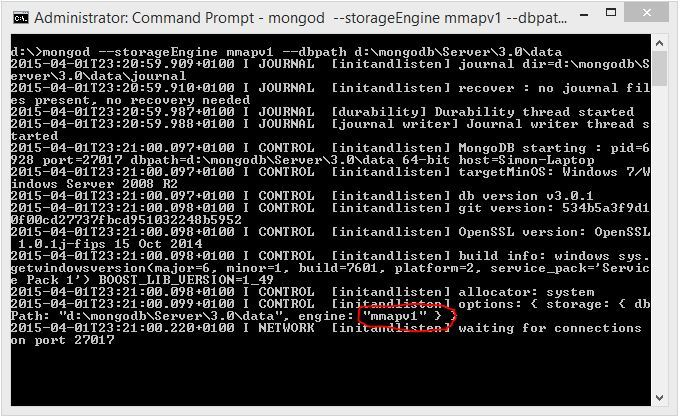 Administrator: Command Prompt - mongod  --storageEngine mmapv1 --dbpat...
d:\>mongod --storageEngine mmapv1 --dbpath d:\mongodb\Server\3.0\data
2015-04-01T23:20:59.909+0100 I JOURNAL  [initandlisten] journal dir=d:\mongodb\S
erver\3.0\data\journal
2015-04-01T23:20:59.910+0100 I JOURNAL  [initandlisten] recover : no journal fil
es present, no recovery needed
2015-04-01T23:20:59.987+0100 I JOURNAL  [durability] Durability thread started
2015-04-01T23:20:59.988+0100 I JOURNAL  [journal writer] Journal writer thread s
tarted
2015-04-01T23:21:00.097+0100 I CONTROL  [initandlisten] MongoDB starting : pid=6
928 port=27017 dbpath=d:\mongodb\Server\3.0\data 64-bit host=Simon-Laptop
2015-04-01T23:21:00.097+0100 I CONTROL  [initandlisten] targetMinOS: Windows 7/W
indows Server 2008 R2
2015-04-01T23:21:00.097+0100 I CONTROL  [initandlisten] db version v3.0.1
2015-04-01T23:21:00.098+0100 I CONTROL  [initandlisten] git version: 534b5a3f9d1
0f00cd27737fbcd951032248b5952
2015-04-01T23:21:00.098+0100 I CONTROL  [initandlisten] OpenSSL version: OpenSSL
 1.0.1j-fips 15 Oct 2014
2015-04-01T23:21:00.098+0100 I CONTROL  [initandlisten] build info: windows sys.
getwindowsversion(major=6, minor=1, build=7601, platform=2, service_pack='Servic
e Pack 1') BOOST_LIB_VERSION=1_49
2015-04-01T23:21:00.098+0100 I CONTROL  [initandlisten] allocator: system
2015-04-01T23:21:00.099+0100 I CONTROL  [initandlisten] options: { storage: { db
Path: "d:\mongodb\Server\3.0\data", engine: "mmapv1" } }
2015-04-01T23:21:00.220+0100 I NETWORK  [initandlisten] waiting for connections
on port 27017